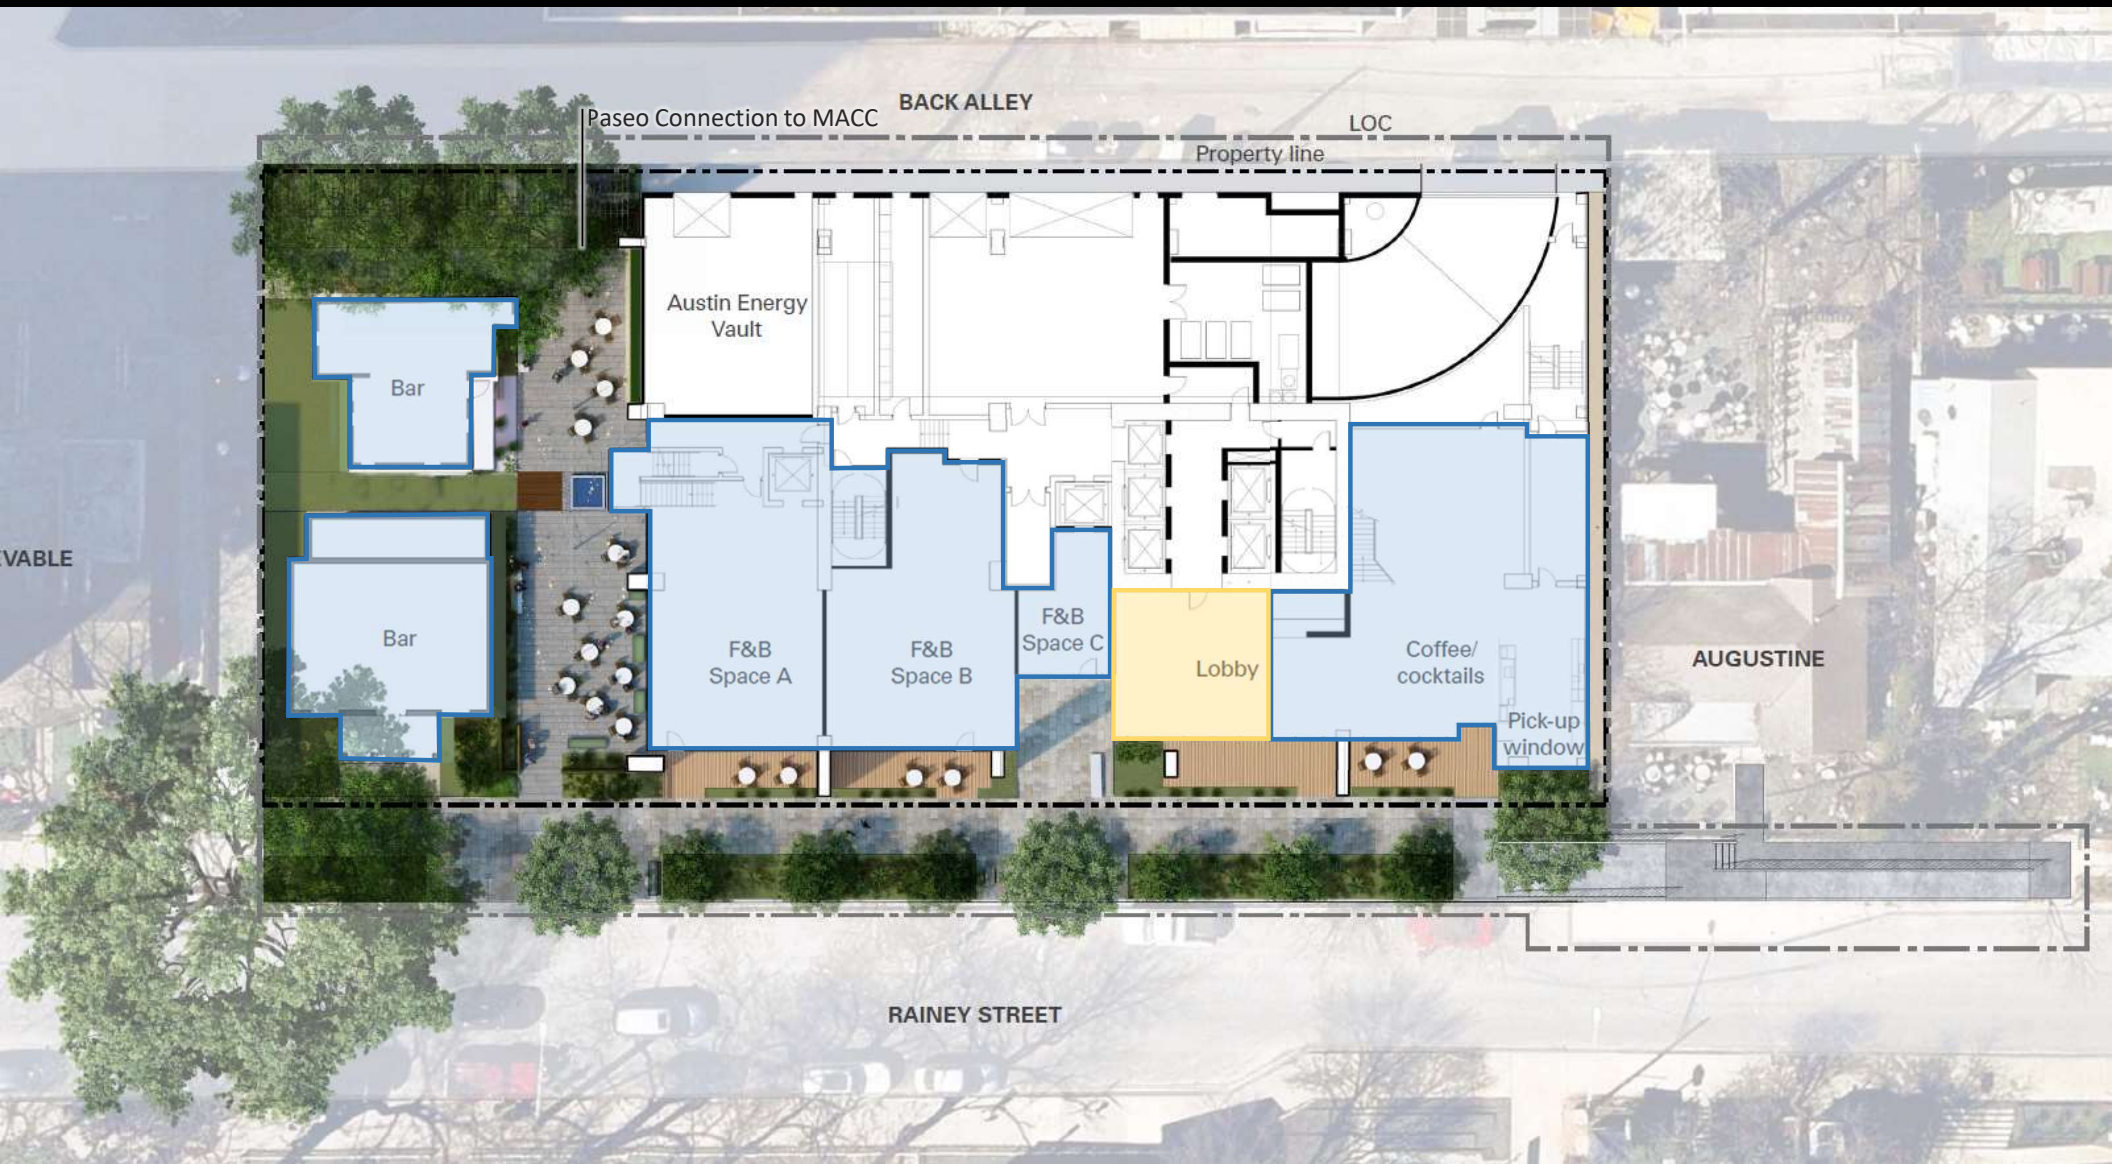 BACK ALLEY
Paseo Connection to MACC
LOC
Property line
Austin Energy
Vault
Bar
VABLE
Bar
F&B
Space A
F&B
Space B
F&B
Space C
Lobby
Coffee/
cocktails
Pick-up
window
AUGUSTINE
RAINEY STREET